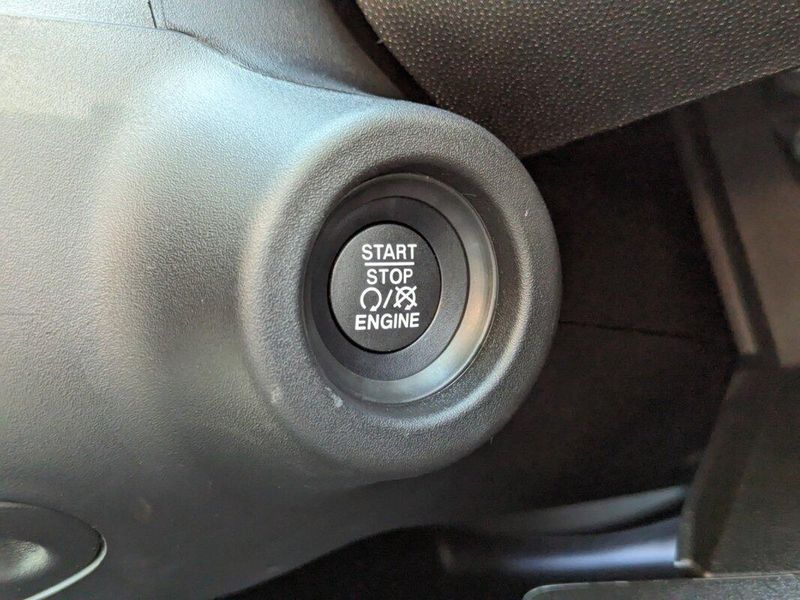 START
STOP
/
ENGINE